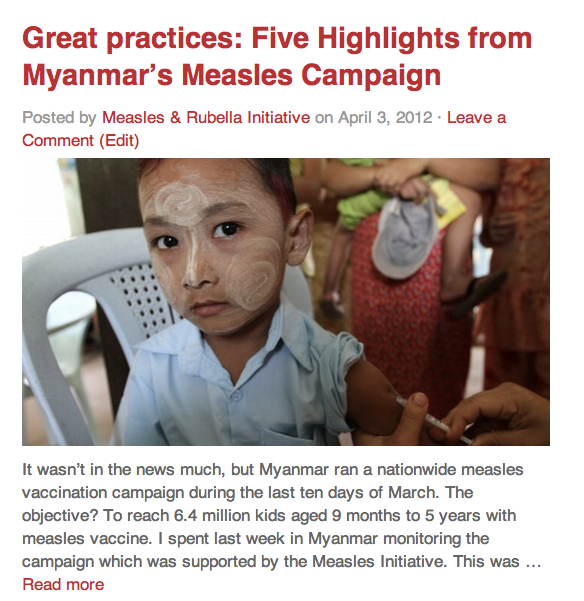 Great practices: Five Highlights from
Myanmar’s Measles Campaign
Posted by Measles & Rubella Initiative on April 3, 2012 · Leave a
Comment (Edit)
It wasn’t in the news much, but Myanmar ran a nationwide measles
vaccination campaign during the last ten days of March. The
objective? To reach 6.4 million kids aged 9 months to 5 years with
measles vaccine. I spent last week in Myanmar monitoring the
campaign which was supported by the Measles Initiative. This was …
Read more